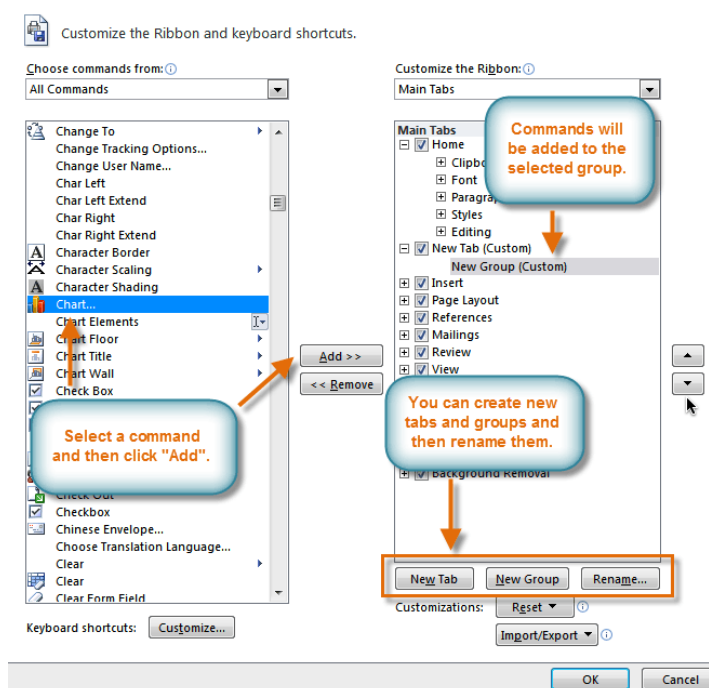 Customize the Ribbon and keyboard shortcuts.
Choose commands from:
All Commands
Change To
Change Tracking Options...
Change User Name...
Char Left
Char Left Extend
Char Right
Char Right Extend
Character Border
Character Scaling
Character Shading
Chart...
Chart Elements
Chart Floor
Chart Title
Chart Wall
Check Box
Select a command
and then click "Add".
Check Out
Checkbox
Chinese Envelope...
Choose Translation Language...
Clear
Clear
Clear Form Field
Keyboard shortcuts: Customize...
Add >>
<< Remove
Customize the Ribbon:
Main Tabs
Main Tabs
Home
Font
Styles
Editing
New Tab (Custom)
New Group (Custom)
Insert
Page Layout
References
Mailings
Review
View
Commands will
be added to the
selected group.
You can create new
tabs and groups and
then rename them.
Background Removal
New Tab New Group Rename...
Customizations: Reset
Import/Export
OK Cancel